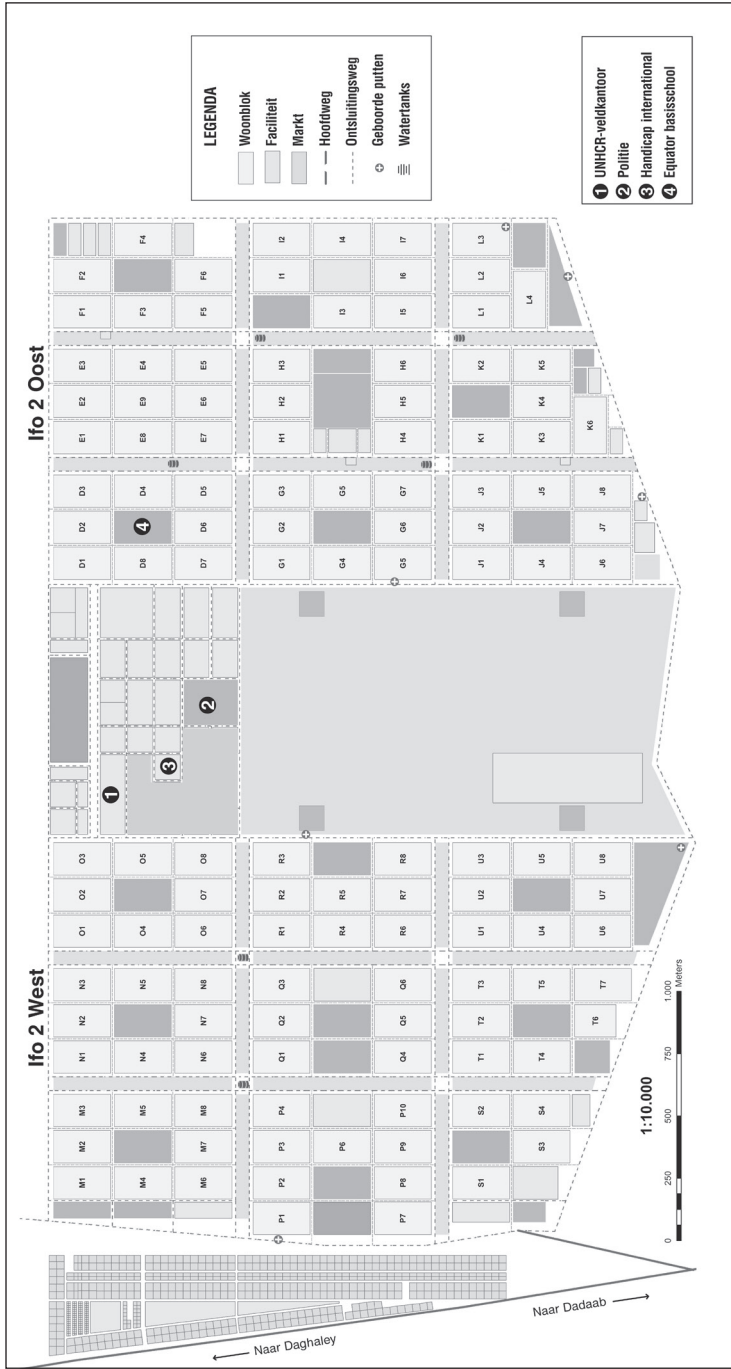 Ifo 2 West
Ifo 2 Oost
M1 M2 M3 N1 N2 N3 O1 O2 O3 D1 D2 D3 E1 E2 E3 F1 F2
M4 M5 N4 N5 O4 O5 1 D8 4 D4 E8 E9 E4 F3 F4
M6 M7 M8 N6 N7 N8 O6 O7 O8 3 2 D7 D6 D5 E7 E6 E5 F5 F6
P1 P2 P3 P4 Q1 Q2 Q3 R1 R2 R3 G1 G2 G3 H1 H2 H3 I1 I2
P6 R4 R5 G4 G5 I3 I4
P7 P8 P9 P10 Q4 Q5 Q6 R6 R7 R8 G5 G6 G7 H4 H5 H6 I5 I6 I7
S1 S2 T1 T2 T3 U1 U2 U3 J1 J2 J3 K1 K2 L1 L2 L3
S3 S4 T4 T5 U4 U5 J4 J5 K3 K4 K5 L4
T6 T7 U6 U7 U8 J6 J7 J8 K6
Naar Daghaley
Naar Dadaab
1:10.000
0 250 500 750 1.000
Meters
LEGENDA
Woonblok
Faciliteit
Markt
Hoofdweg
Ontsluitingsweg
Geboorde putten
Watertanks
1 UNHCR-veldkantoor
2 Politie
3 Handicap international
4 Equator basisschool